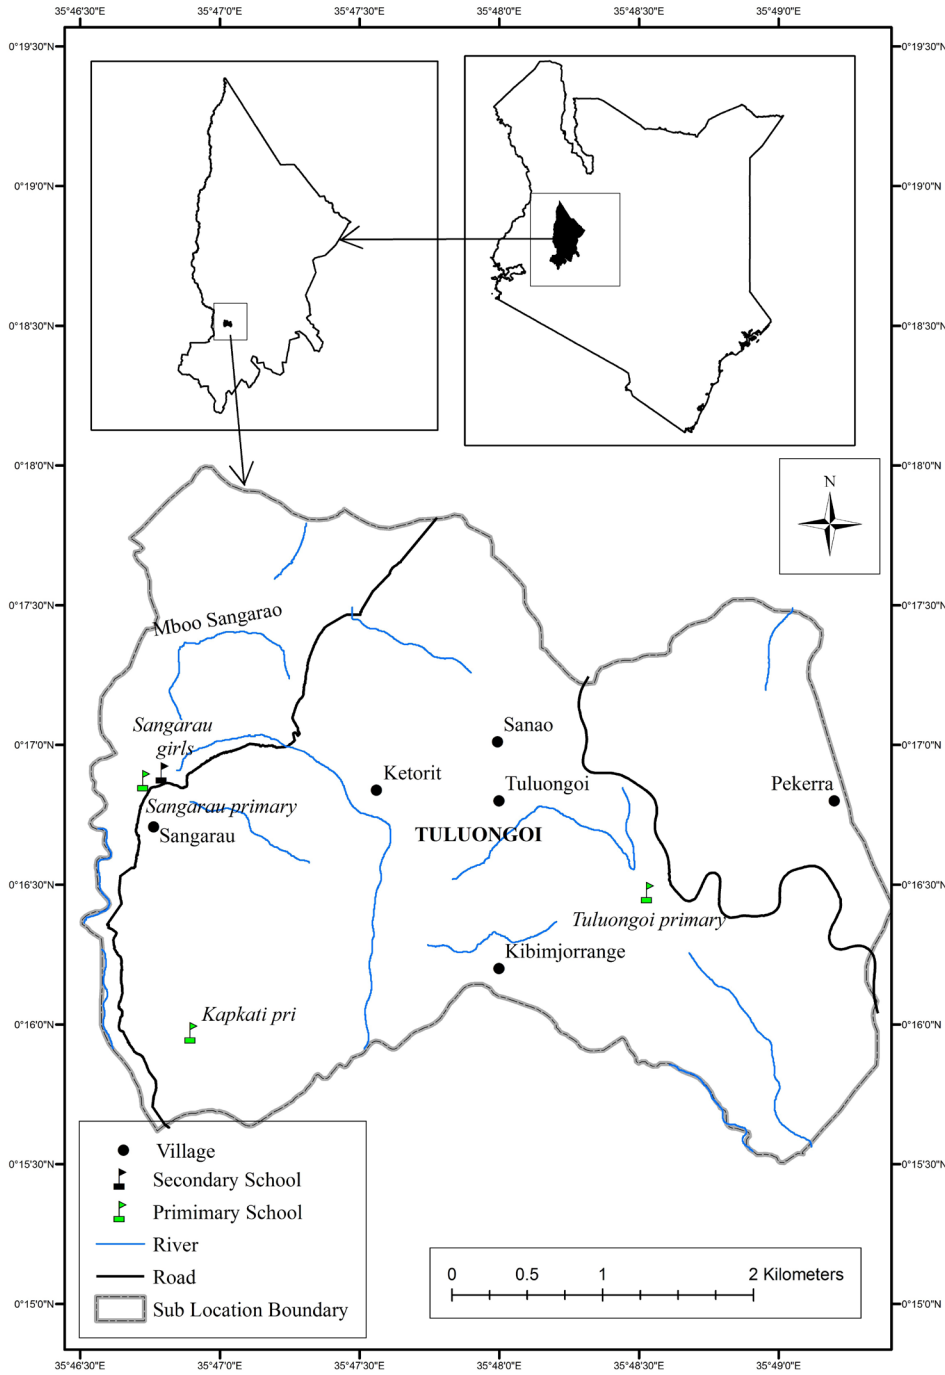 35°46'30"E 35°47'0"E 35°47'30"E 35°48'0"E 35°48'30"E 35°49'0"E
0°19'30"N 0°19'30"N
0°19'0"N 0°19'0"N
0°18'30"N 0°18'30"N
0°18'0"N 0°18'0"N
N
0°17'30"N 0°17'30"N
Mboo Sangarao
Sangarau
girls
Sanao
0°17'0"N 0°17'0"N
Ketorit
Tuluongoi
Pekerra
Sangarau primary
Sangarau
TULUONGOI
0°16'30"N 0°16'30"N
Tuluongoi primary
Kibimjorrange
Kapkati pri
0°16'0"N 0°16'0"N
Village
Secondary School
Primimary School
River
Road
Sub Location Boundary
0°15'30"N 0°15'30"N
0 0.5 1 2 Kilometers
0°15'0"N 0°15'0"N
35°46'30"E 35°47'0"E 35°47'30"E 35°48'0"E 35°48'30"E 35°49'0"E